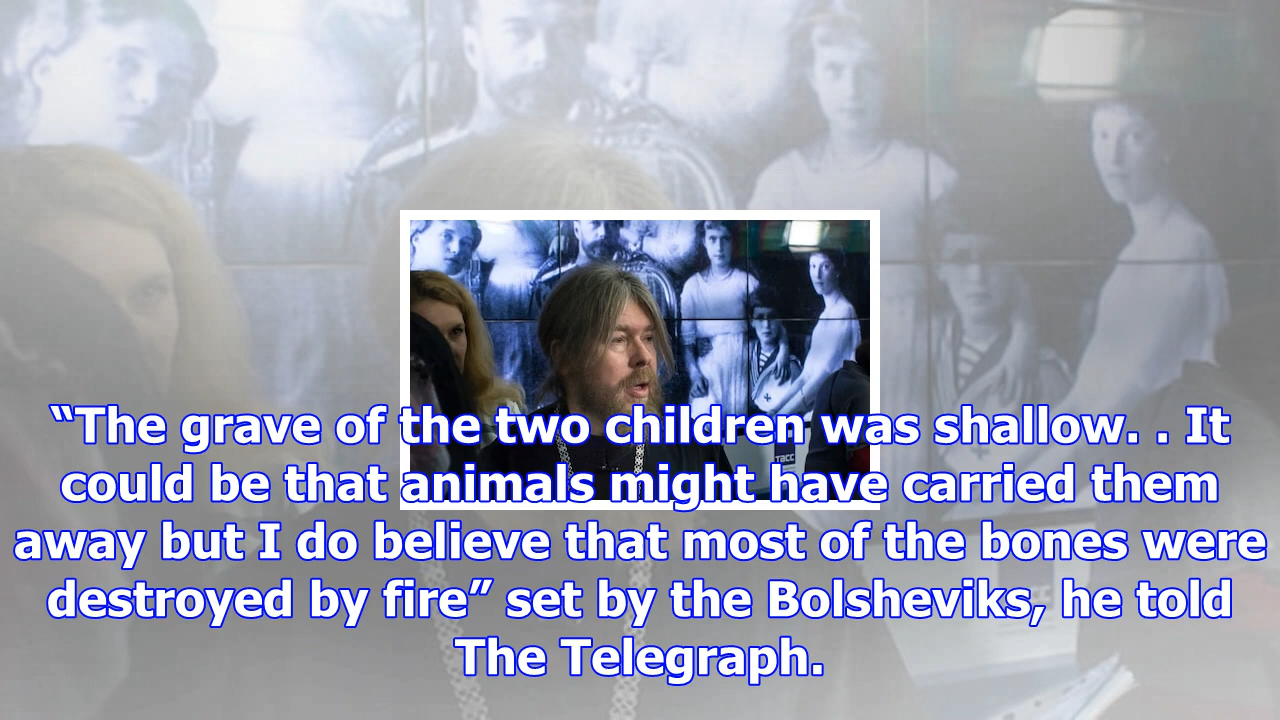 “The grave of the two children was shallow. . It
could be that animals might have carried them
away but I do believe that most of the bones were
destroyed by fire” set by the Bolsheviks, he told
The Telegraph.
тасс